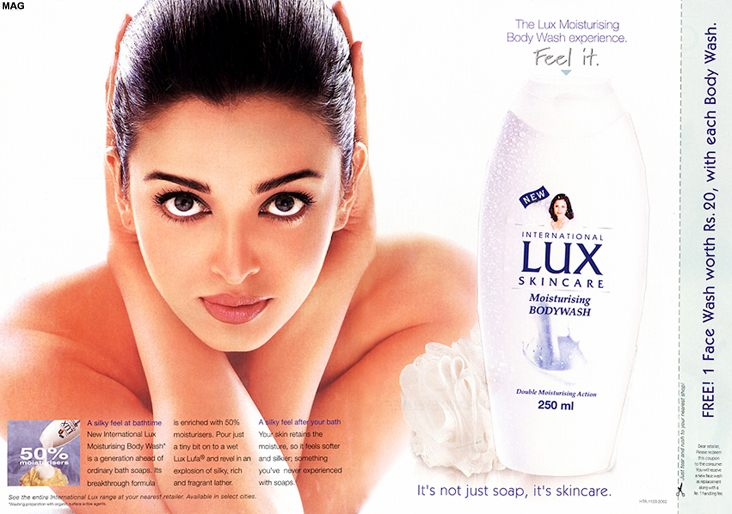 MAG
The Lux Moisturising
Body Wash experience.
Feel it.
NEW
INTERNATIONAL
LUX
SKINCARE
Moisturising
BODYWASH
Double Moisturising Action
250 ml
50%
moisturisers
A silky feel at bathtime
New International Lux
Moisturising Body Wash*
is a generation ahead of
ordinary bath soaps. Its
breakthrough formula
is enriched with 50%
moisturisers. Pour just
a tiny bit on to a wet
Lux Lufa® and revel in an
explosion of silky, rich
and fragrant lather.
A silky feel after your bath
Your skin retains the
moisture, so it feels softer
and silkier; something
you've never experienced
with soaps.
See the entire International Lux range at your nearest retailer. Available in select cities.
*Washing preparation with organic surface active agents.
It's not just soap, it's skincare.
HTA.1123.2002
Just tear and rush to your nearest shop!
FREE! 1 Face Wash worth Rs. 20, with each Body Wash.
Dear retailer,
Please redeem
this coupon
to the consumer.
You will receive
a new face wash
as replacement
along with a
Re. 1 handling fee.